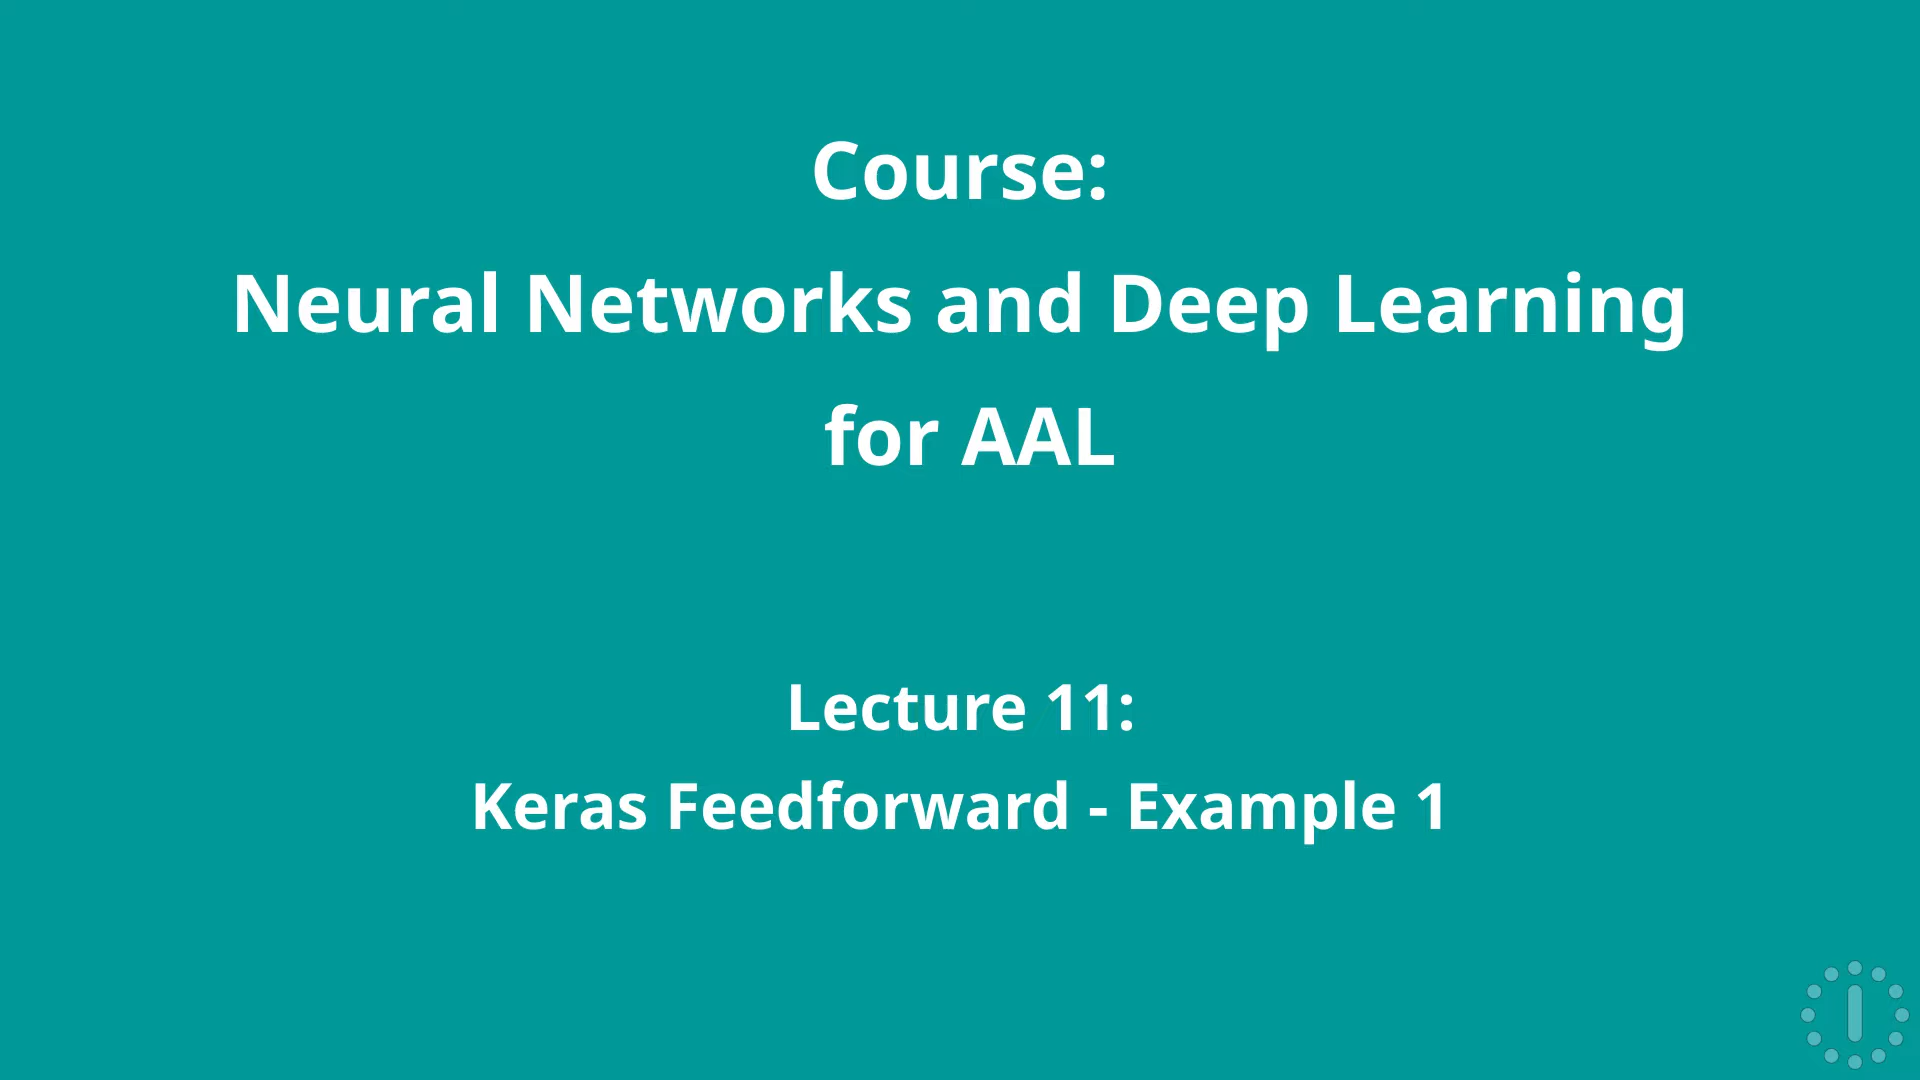 Course:
Neural Networks and Deep Learning
for AAL
Lecture 11:
Keras Feedforward - Example 1